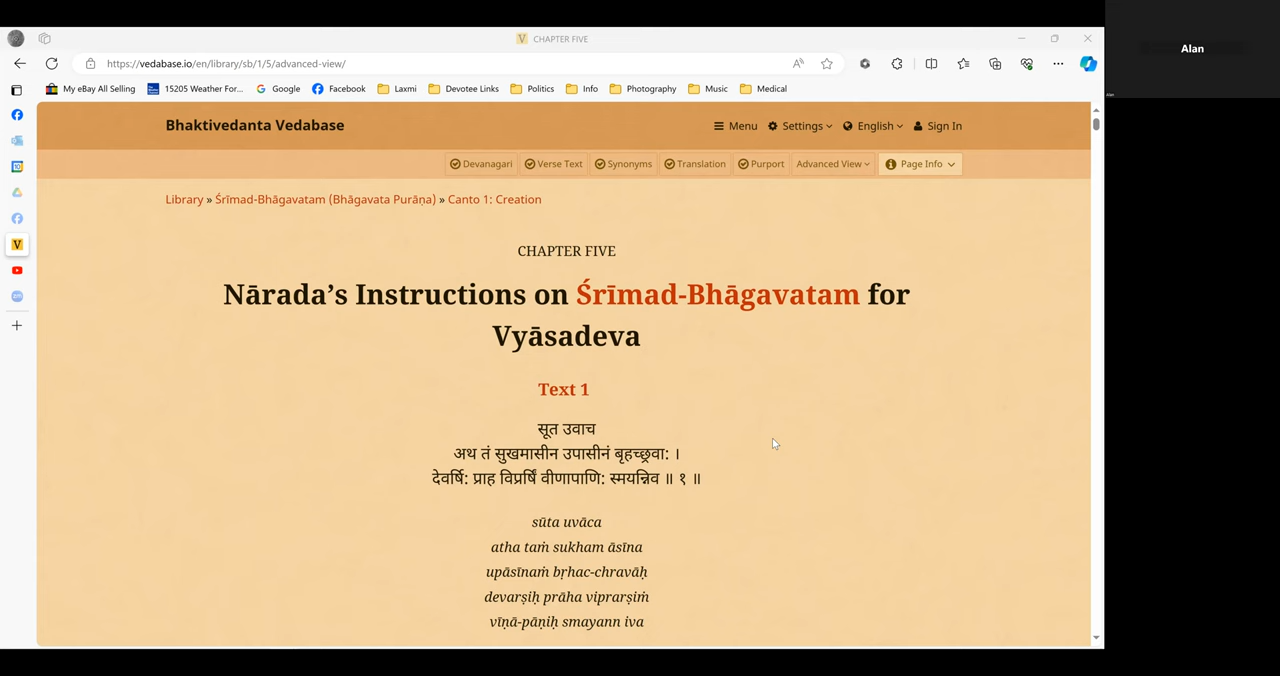 CHAPTER FIVE
https://vedabase.io/en/library/sb/1/5/advanced-view/
My eBay All Selling
15205 Weather For...
Google
Facebook
Laxmi
Devotee Links
Politics
Info
Photography
Music
Medical
Bhaktivedanta Vedabase
Menu
Settings
English
Sign In
Devanagari
Verse Text
Synonyms
Translation
Purport
Advanced View
Page Info
Library » Śrīmad-Bhāgavatam (Bhāgavata Purāṇa) » Canto 1: Creation
CHAPTER FIVE
Nārada’s Instructions on Śrīmad-Bhāgavatam for
Vyāsadeva
Text 1
सूत उवाच
अथ तं सुखमासीन उपासीनं बृहच्छ्रवा: ।
देवर्षि: प्राह विप्रर्षिं वीणापाणि: स्मयन्निव ॥ १ ॥
sūta uvāca
atha taṁ sukham āsīna
upāsīnaṁ bṛhac-chravāḥ
devarṣiḥ prāha viprarṣiṁ
vīṇā-pāṇiḥ smayann iva
Alan
Alan